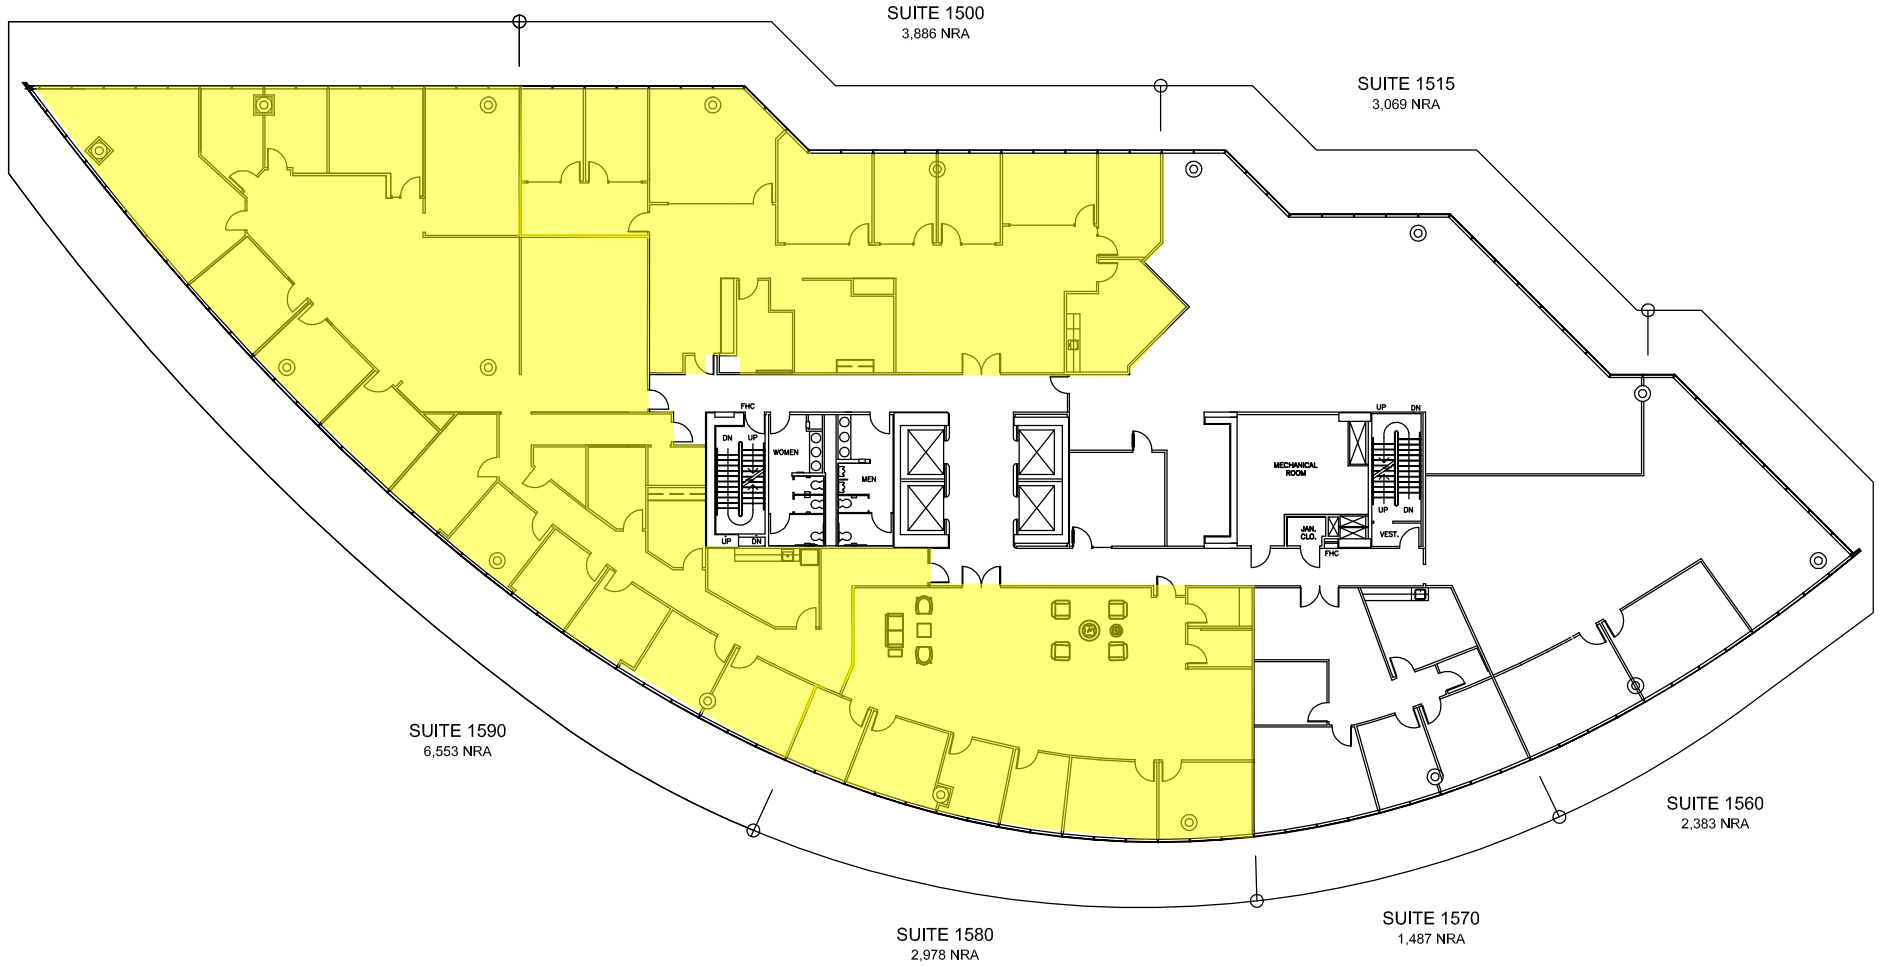 SUITE 1500
3,886 NRA
SUITE 1515
3,069 NRA
FHC
UP
DN
DN
UP
WOMEN
MEN
MECHANICAL
ROOM
UP
DN
UP
DN
JAN.
CLO.
VEST.
FHC
SUITE 1590
6,553 NRA
SUITE 1560
2,383 NRA
SUITE 1570
1,487 NRA
SUITE 1580
2,978 NRA